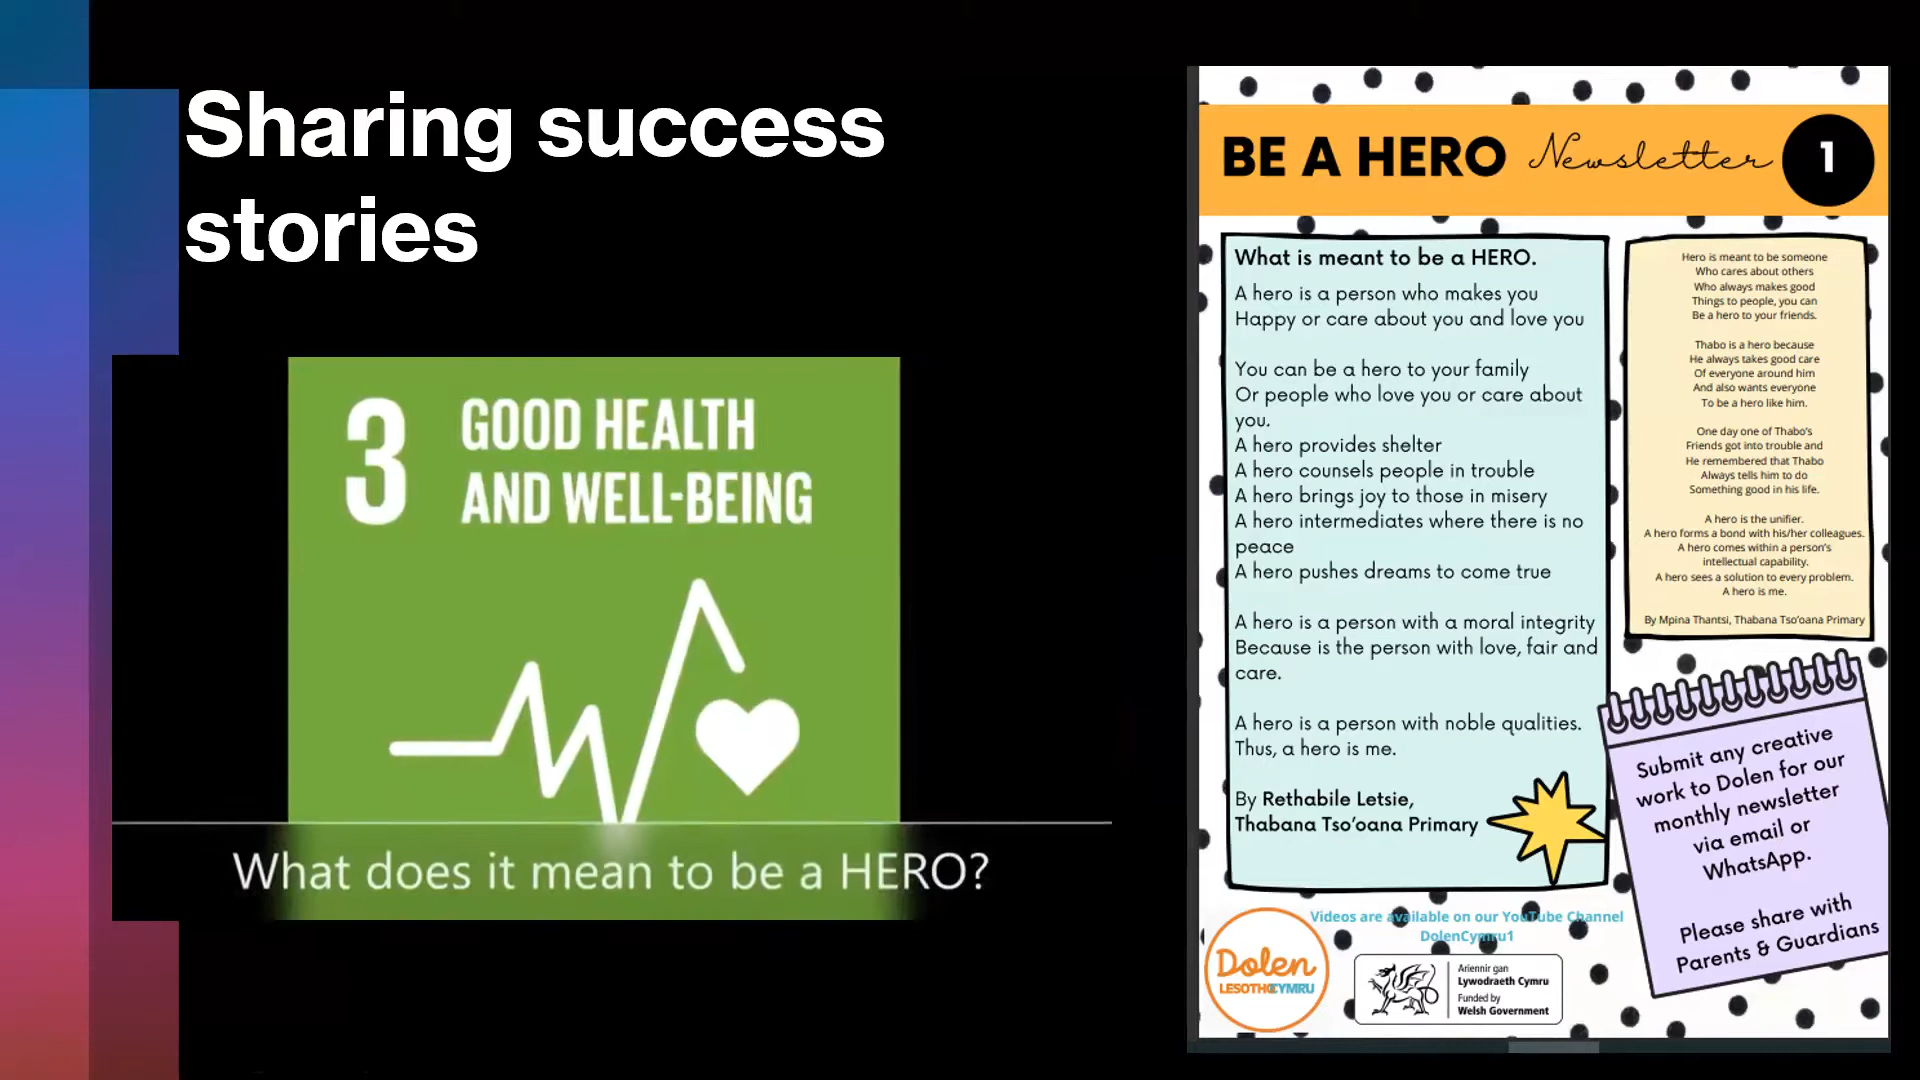 Sharing success
stories
3
GOOD HEALTH
AND WELL-BEING
What does it mean to be a HERO?
BE A HERO Newsletter 1
What is meant to be a HERO.
A hero is a person who makes you
Happy or care about you and love you
You can be a hero to your family
Or people who love you or care about
you.
A hero provides shelter
A hero counsels people in trouble
A hero brings joy to those in misery
A hero intermediates where there is no
peace
A hero pushes dreams to come true
A hero is a person with a moral integrity
Because is the person with love, fair and
care.
A hero is a person with noble qualities.
Thus, a hero is me.
By Rethabile Letsie,
Thabana Tso'oana Primary
Hero is meant to be someone
Who cares about others
Who always makes good
Things to people, you can
Be a hero to your friends.
Thabo is a hero because
He always takes good care
Of everyone around him
And also wants everyone
To be a hero like him.
One day one of Thabo's
Friends got into trouble and
He remembered that Thabo
Always tells him to do
Something good in his life.
A hero is the unifier.
A hero forms a bond with his/her colleagues.
A hero comes within a person's
intellectual capability.
A hero sees a solution to every problem.
A hero is me.
By Mpina Thantsi, Thabana Tso'oana Primary
Submit any creative
work to Dolen for our
monthly newsletter
via email or
WhatsApp.
Please share with
Parents & Guardians
Videos are available on our YouTube Channel
DolenCymru1
Dolen
LESOTHO CYMRU
Ariennir gan
Lywodraeth Cymru
Funded by
Welsh Government